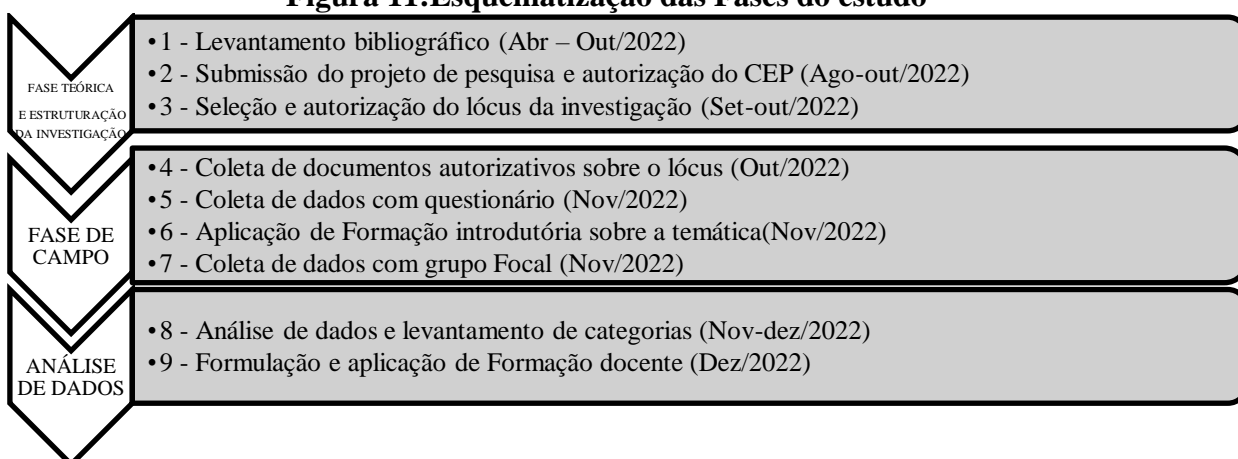 Figura 11:Esquematização das Fases do estudo
FASE TEÓRICA
E ESTRUTURAÇÃO
DA INVESTIGAÇÃO
•1 - Levantamento bibliográfico (Abr – Out/2022)
•2 - Submissão do projeto de pesquisa e autorização do CEP (Ago-out/2022)
•3 - Seleção e autorização do lócus da investigação (Set-out/2022)
FASE DE
CAMPO
•4 - Coleta de documentos autorizativos sobre o lócus (Out/2022)
•5 - Coleta de dados com questionário (Nov/2022)
•6 - Aplicação de Formação introdutória sobre a temática(Nov/2022)
•7 - Coleta de dados com grupo Focal (Nov/2022)
ANÁLISE
DE DADOS
•8 - Análise de dados e levantamento de categorias (Nov-dez/2022)
•9 - Formulação e aplicação de Formação docente (Dez/2022)